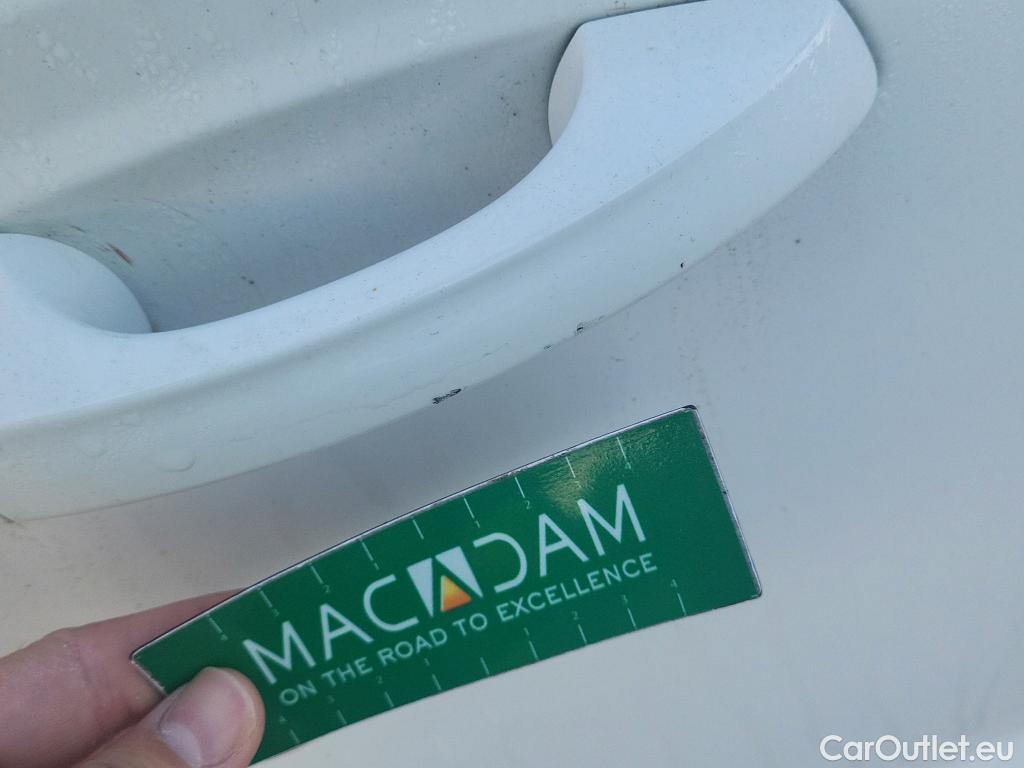 MACADAM
ON THE ROAD TO EXCELLENCE
CarOutlet.eu